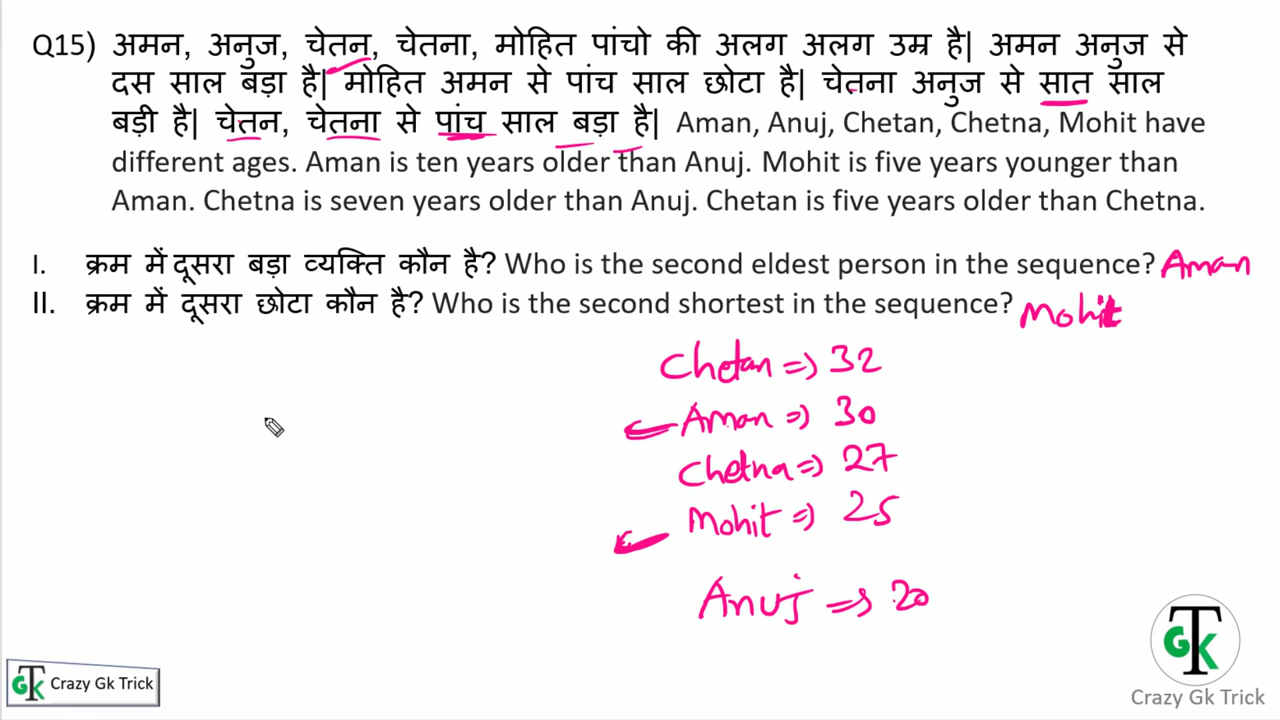 Q15) अमन, अनुज, चेतन, चेतना, मोहित पांचो की अलग अलग उम्र है| अमन अनुज से
दस साल बड़ा है| मोहित अमन से पांच साल छोटा है| चेतना अनुज से सात साल
बड़ी है| चेतन, चेतना से पांच साल बड़ा है| Aman, Anuj, Chetan, Chetna, Mohit have
different ages. Aman is ten years older than Anuj. Mohit is five years younger than
Aman. Chetna is seven years older than Anuj. Chetan is five years older than Chetna.
I. क्रम में दूसरा बड़ा व्यक्ति कौन है? Who is the second eldest person in the sequence? Aman
II. क्रम में दूसरा छोटा कौन है? Who is the second shortest in the sequence? Mohit
Chetan => 32
Aman => 30
Chetna => 27
Mohit => 25
Anuj => 20
GTK Crazy Gk Trick
GTK
Crazy Gk Trick